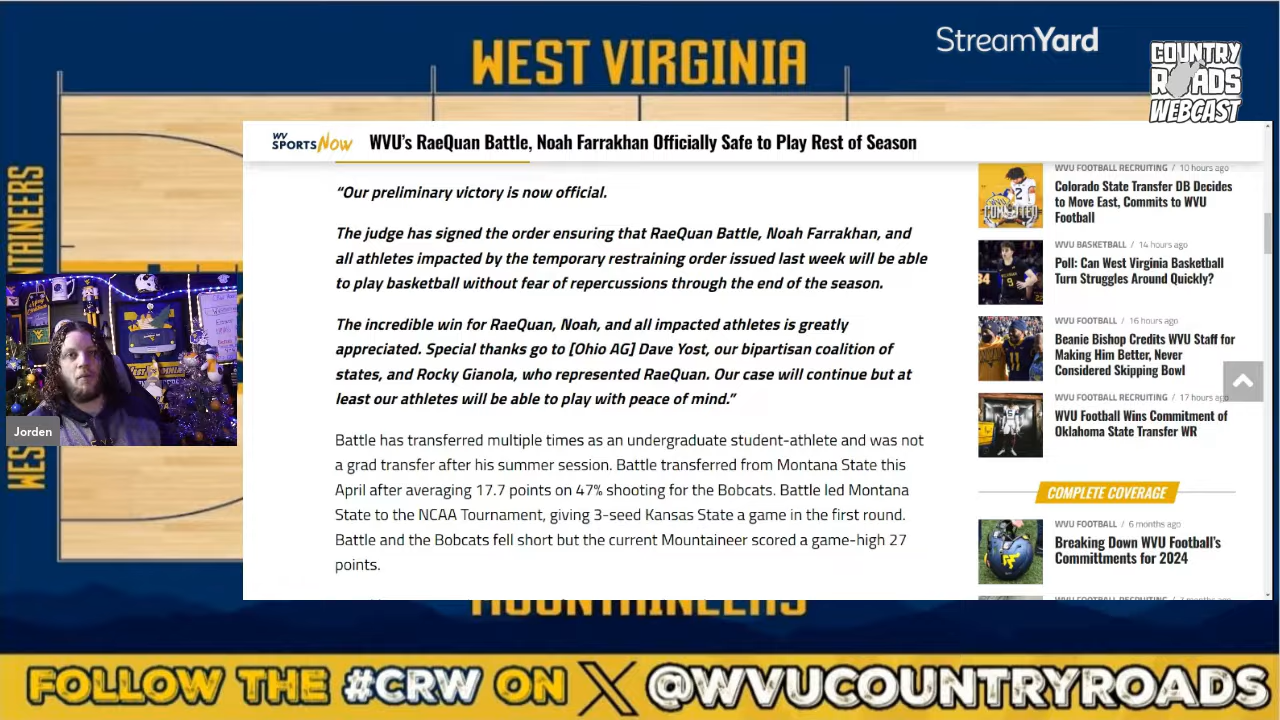 WEST VIRGINIA
StreamYard
COUNTRY
ROADS
WEBCAST
WV
SPORTSNOW
WVU's RaeQuan Battle, Noah Farrakhan Officially Safe to Play Rest of Season
“Our preliminary victory is now official.
The judge has signed the order ensuring that RaeQuan Battle, Noah Farrakhan, and
all athletes impacted by the temporary restraining order issued last week will be able
to play basketball without fear of repercussions through the end of the season.
The incredible win for RaeQuan, Noah, and all impacted athletes is greatly
appreciated. Special thanks go to [Ohio AG] Dave Yost, our bipartisan coalition of
states, and Rocky Gianola, who represented RaeQuan. Our case will continue but at
least our athletes will be able to play with peace of mind.”
Battle has transferred multiple times as an undergraduate student-athlete and was not
a grad transfer after his summer session. Battle transferred from Montana State this
April after averaging 17.7 points on 47% shooting for the Bobcats. Battle led Montana
State to the NCAA Tournament, giving 3-seed Kansas State a game in the first round.
Battle and the Bobcats fell short but the current Mountaineer scored a game-high 27
points.
WVU FOOTBALL RECRUITING / 10 hours ago
Colorado State Transfer DB Decides
to Move East, Commits to WVU
Football
WVU BASKETBALL / 14 hours ago
Poll: Can West Virginia Basketball
Turn Struggles Around Quickly?
WVU FOOTBALL / 16 hours ago
Beanie Bishop Credits WVU Staff for
Making Him Better, Never
Considered Skipping Bowl
WVU FOOTBALL RECRUITING / 17 hours ago
WVU Football Wins Commitment of
Oklahoma State Transfer WR
COMPLETE COVERAGE
WVU FOOTBALL / 6 months ago
Breaking Down WVU Football's
Committments for 2024
WVU FOOTBALL RECRUITING / 7 months ago
Jorden
MOUNTAINEERS
FOLLOW THE #CRW ON X @WVUCOUNTRYROADS